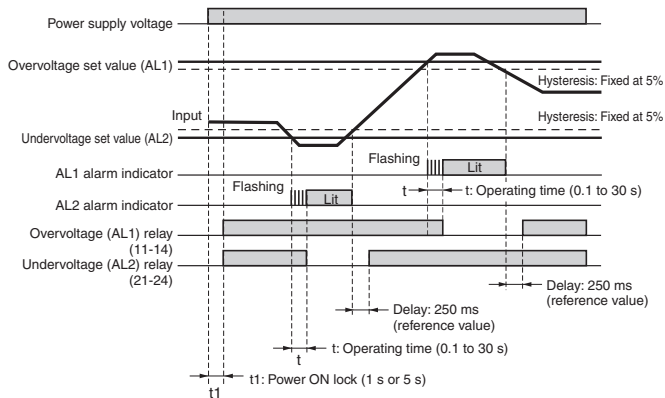 Power supply voltage
Overvoltage set value (AL1)
Hysteresis: Fixed at 5%
Input
Hysteresis: Fixed at 5%
Undervoltage set value (AL2)
Flashing
Lit
AL1 alarm indicator
t
t: Operating time (0.1 to 30 s)
Flashing
Lit
AL2 alarm indicator
Overvoltage (AL1) relay
(11-14)
Undervoltage (AL2) relay
(21-24)
Delay: 250 ms
(reference value)
Delay: 250 ms
(reference value)
t: Operating time (0.1 to 30 s)
t
t1: Power ON lock (1 s or 5 s)
t1